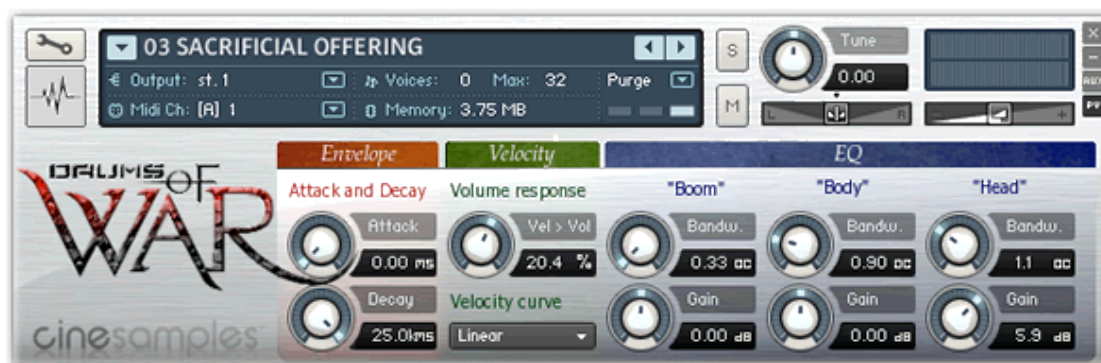 03 SACRIFICIAL OFFERING
S
Tune
0.00
Output: st.1
Voices: 0 Max: 32 Purge
Midi Ch: [A] 1
Memory: 3.75 MB
M
L R
- +
×
-
AUX
PV
DRUMS OF WAR
Envelope
Velocity
EQ
Attack and Decay
Volume response
"Boom"
"Body"
"Head"
Attack
Vel > Vol
Bandw.
Bandw.
Bandw.
0.00 ms
20.4 %
0.33 oc
0.90 oc
1.1 oc
Decay
Velocity curve
Gain
Gain
Gain
25.0kms
Linear
0.00 dB
0.00 dB
5.9 dB
cinesamples